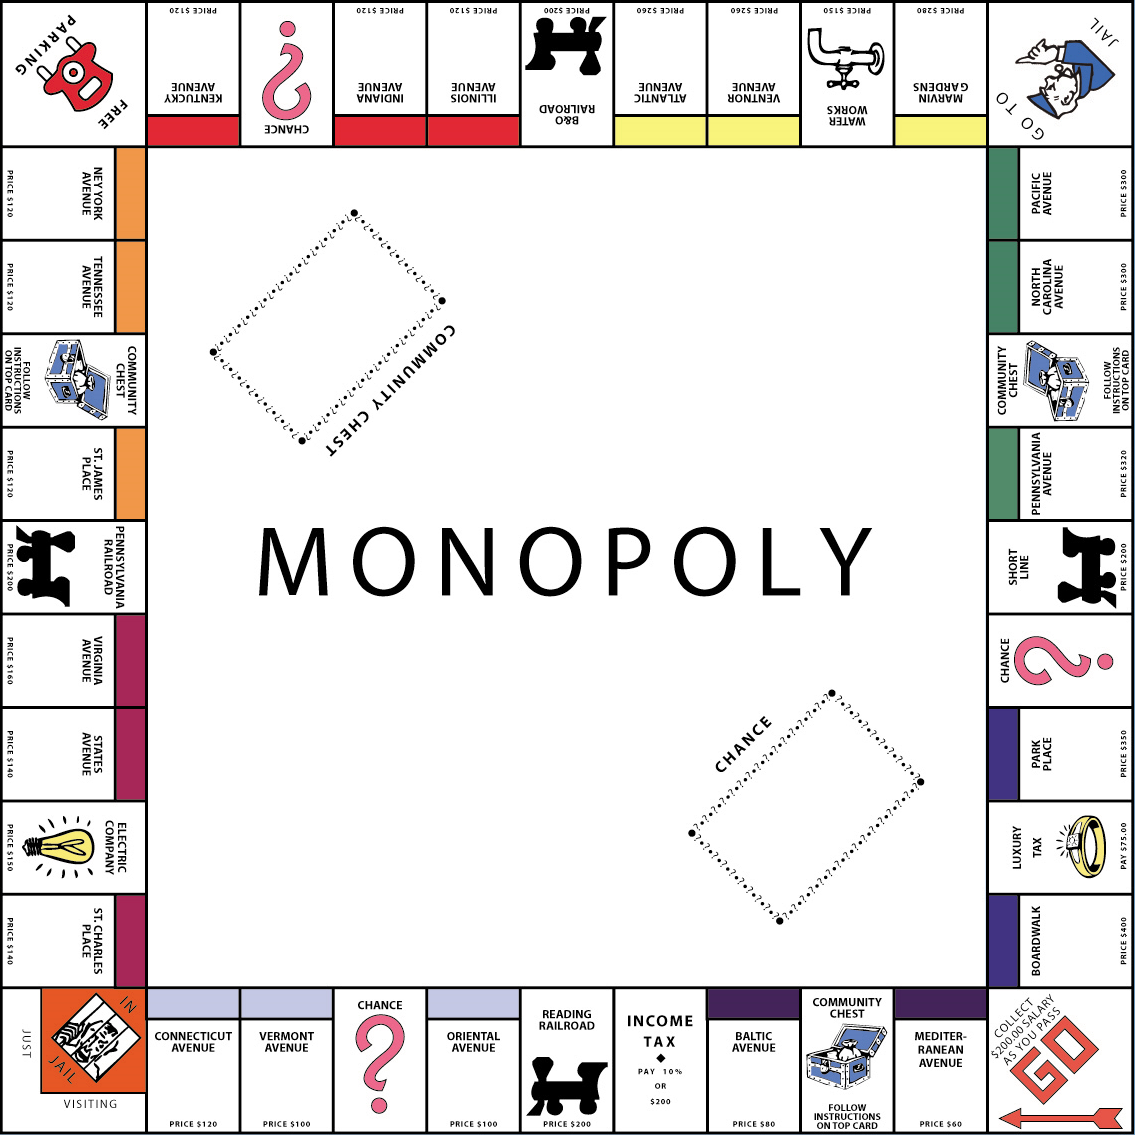 FREE
PARKING
KENTUCKY
AVENUE
PRICE $120
CHANCE
INDIANA
AVENUE
PRICE $120
ILLINOIS
AVENUE
PRICE $120
B&O
RAILROAD
PRICE $200
ATLANTIC
AVENUE
PRICE $260
VENTNOR
AVENUE
PRICE $260
WATER
WORKS
PRICE $150
MARVIN
GARDENS
PRICE $280
GO TO
JAIL
NEY YORK
AVENUE
PRICE $120
TENNESSEE
AVENUE
PRICE $120
COMMUNITY
CHEST
FOLLOW
INSTRUCTIONS
ON TOP CARD
ST. JAMES
PLACE
PRICE $120
PENNSYLVANIA
RAILROAD
PRICE $200
VIRGINIA
AVENUE
PRICE $160
STATES
AVENUE
PRICE $140
ELECTRIC
COMPANY
PRICE $150
ST. CHARLES
PLACE
PRICE $140
COMMUNITY CHEST
MONOPOLY
CHANCE
PACIFIC
AVENUE
PRICE $300
NORTH
CAROLINA
AVENUE
PRICE $300
COMMUNITY
CHEST
FOLLOW
INSTRUCTIONS
ON TOP CARD
PENNSYLVANIA
AVENUE
PRICE $320
SHORT
LINE
PRICE $200
CHANCE
PARK
PLACE
PRICE $350
LUXURY
TAX
PAY $75.00
BOARDWALK
PRICE $400
IN
JAIL
JUST
VISITING
CONNECTICUT
AVENUE
PRICE $120
VERMONT
AVENUE
PRICE $100
CHANCE
ORIENTAL
AVENUE
PRICE $100
READING
RAILROAD
PRICE $200
INCOME
TAX
PAY 10%
OR
$200
BALTIC
AVENUE
PRICE $80
COMMUNITY
CHEST
FOLLOW
INSTRUCTIONS
ON TOP CARD
MEDITER-
RANEAN
AVENUE
PRICE $60
COLLECT
$200.00 SALARY
AS YOU PASS
GO